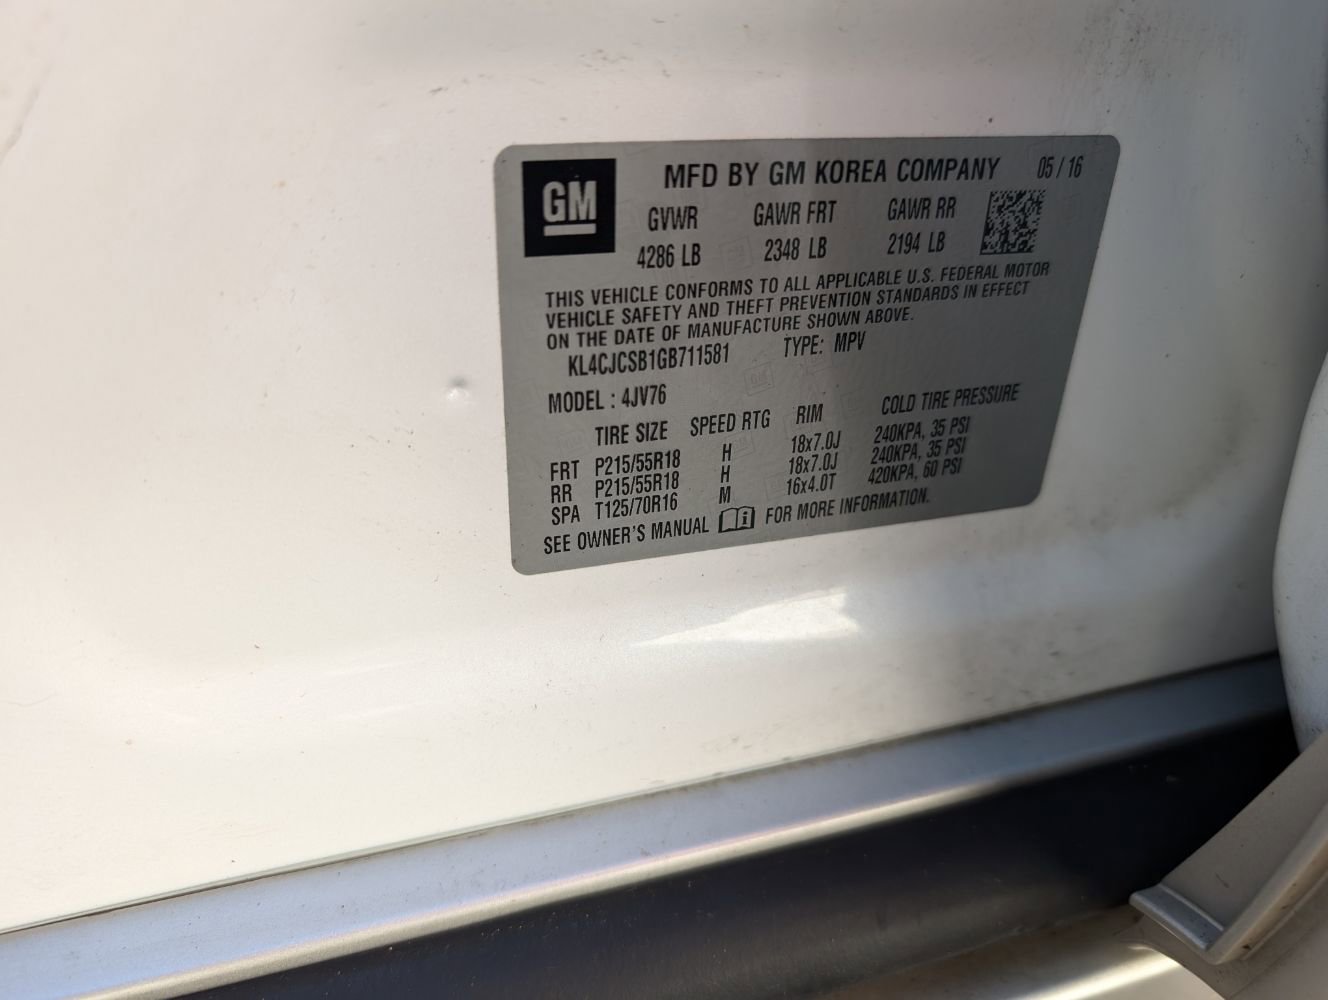 GM
MFD BY GM KOREA COMPANY 05 / 16
GVWR GAWR FRT GAWR RR
4286 LB 2348 LB 2194 LB
THIS VEHICLE CONFORMS TO ALL APPLICABLE U.S. FEDERAL MOTOR
VEHICLE SAFETY AND THEFT PREVENTION STANDARDS IN EFFECT
ON THE DATE OF MANUFACTURE SHOWN ABOVE.
KL4CJCSB1GB711581 TYPE: MPV
MODEL : 4JV76
TIRE SIZE SPEED RTG RIM COLD TIRE PRESSURE
FRT P215/55R18 H 18x7.0J 240KPA, 35 PSI
RR P215/55R18 H 18x7.0J 240KPA, 35 PSI
SPA T125/70R16 M 16x4.0T 420KPA, 60 PSI
SEE OWNER'S MANUAL FOR MORE INFORMATION.